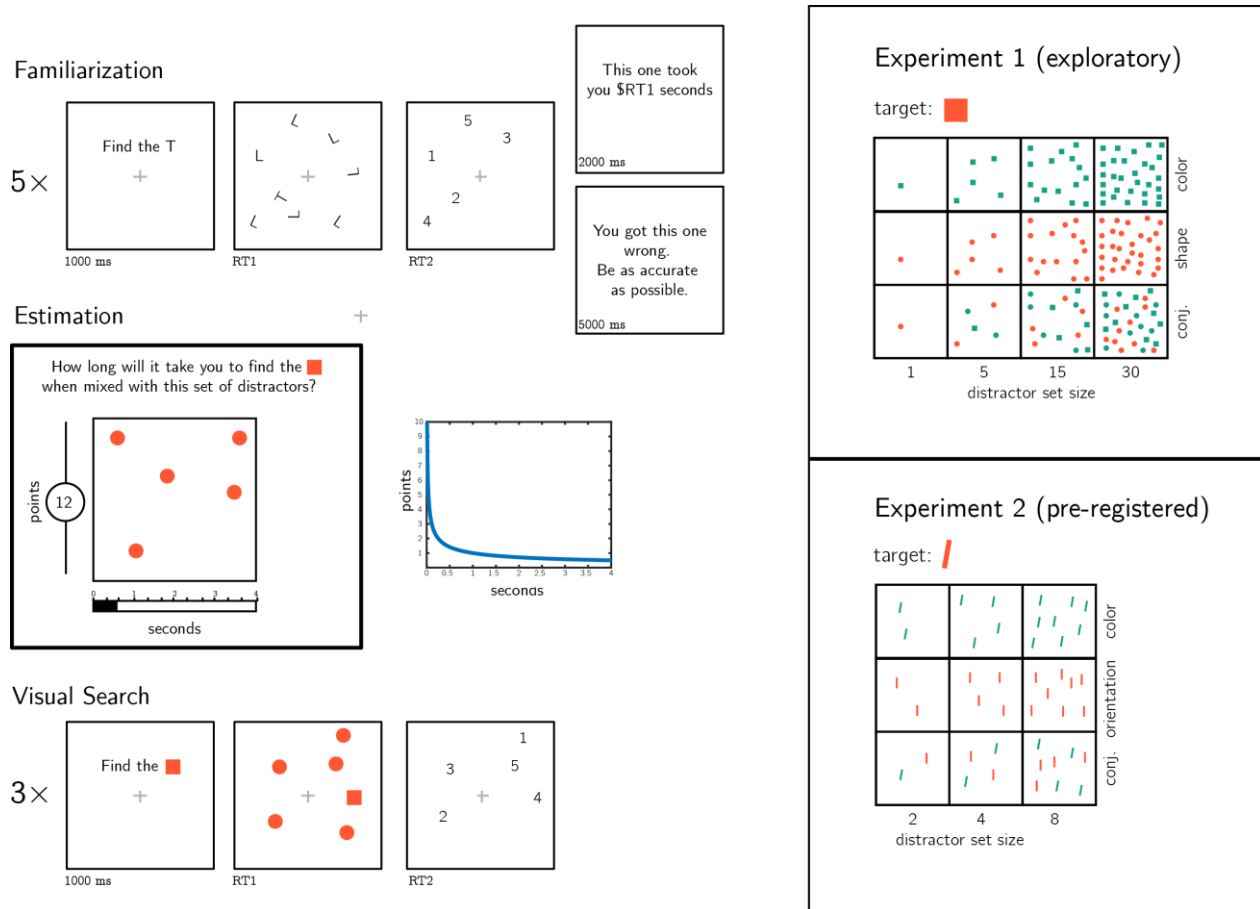 Familiarization
5×
Find the T
1000 ms
L
L
L
L
T
L
L
L
RT1
5
3
1
2
4
RT2
This one took
you $RT1 seconds
2000 ms
You got this one
wrong.
Be as accurate
as possible.
5000 ms
Estimation
How long will it take you to find the
when mixed with this set of distractors?
points
12
0 1 2 3 4
seconds
points
10
9
8
7
6
5
4
3
2
1
0 0.5 1 1.5 2 2.5 3 3.5 4
seconds
Visual Search
3×
Find the
1000 ms
RT1
1
3
5
4
2
RT2
Experiment 1 (exploratory)
target:
color
shape
conj.
1 5 15 30
distractor set size
Experiment 2 (pre-registered)
target:
color
orientation
conj.
2 4 8
distractor set size